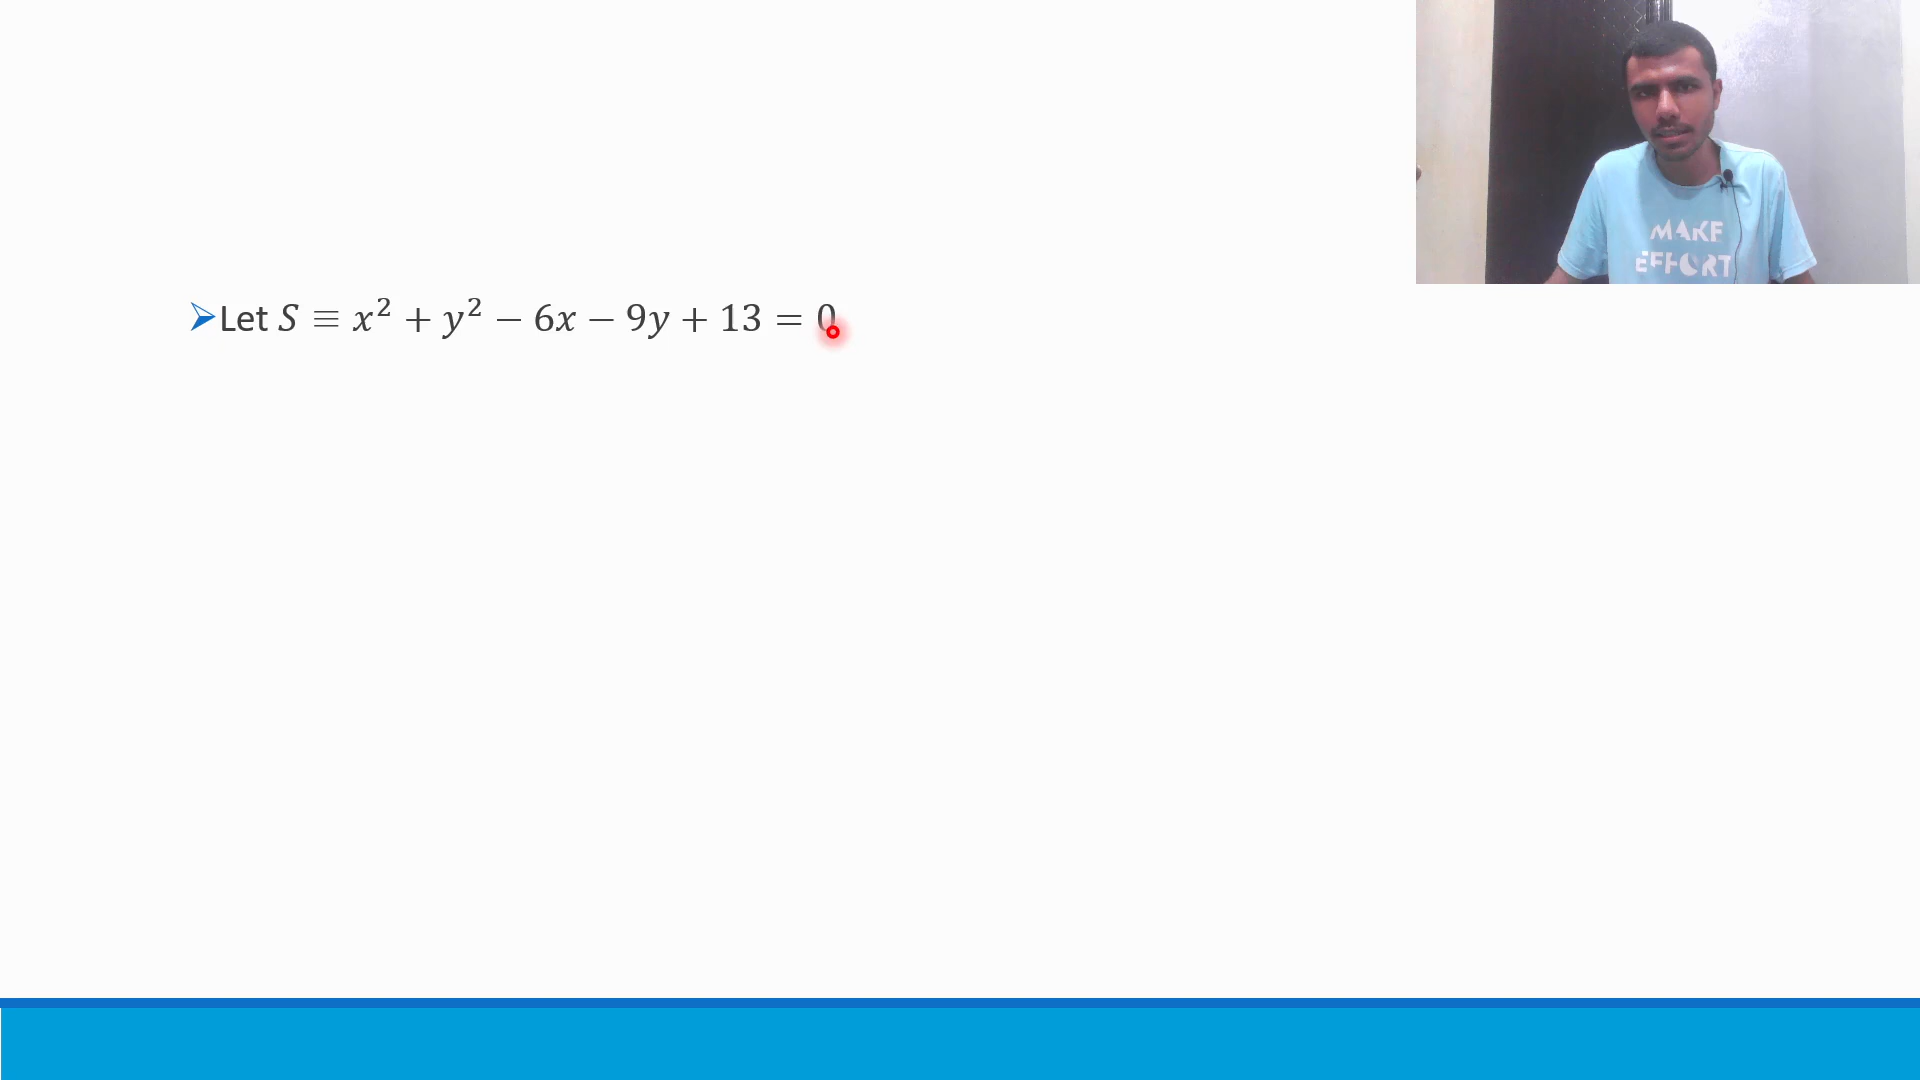 MAKE
EFFORT
Let S ≡ x² + y² − 6x − 9y + 13 = 0